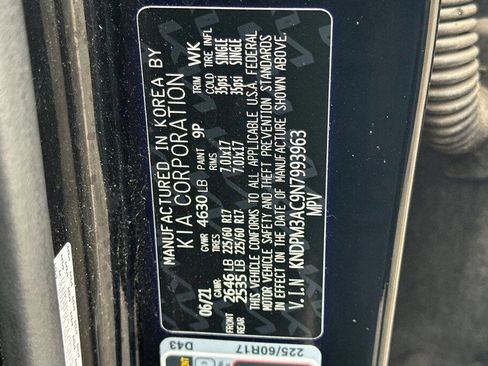 MANUFACTURED IN KOREA BY
KIA CORPORATION
06/21 GVWR 4630 LB PAINT 9P TRIM WK
GAWR RIMS COLD TIRE INFL
FRONT 2646 LB 225/60 R17 7.0JX17 35psi SINGLE
REAR 2535 LB 225/60 R17 7.0JX17 35psi SINGLE
THIS VEHICLE CONFORMS TO ALL APPLICABLE U.S.A. FEDERAL
MOTOR VEHICLE SAFETY AND THEFT PREVENTION STANDARDS
IN EFFECT ON THE DATE OF MANUFACTURE SHOWN ABOVE.
V.I.N KNDPM3AC9N7993963
MPV
225/60R17 D43